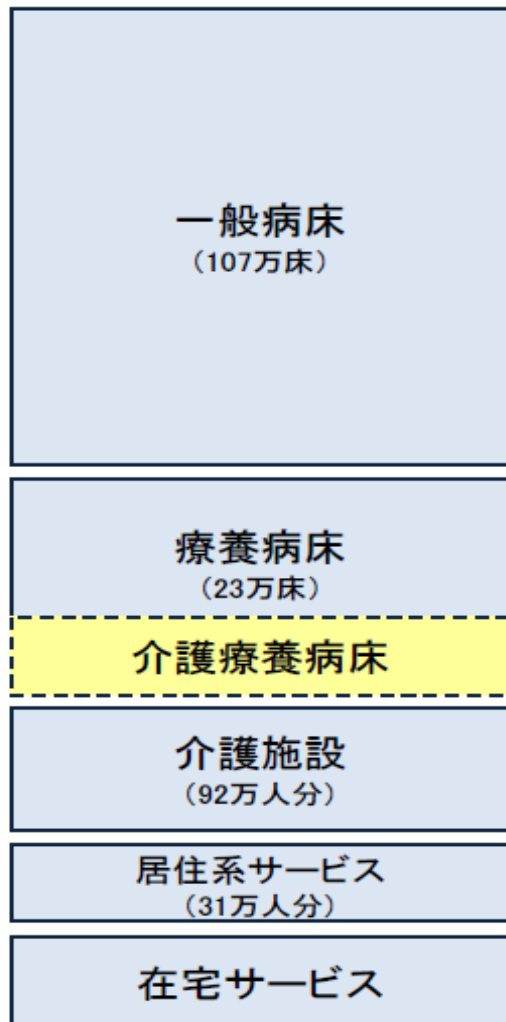 一般病床
（107万床）
療養病床
（23万床）
介護療養病床
介護施設
（92万人分）
居住系サービス
（31万人分）
在宅サービス